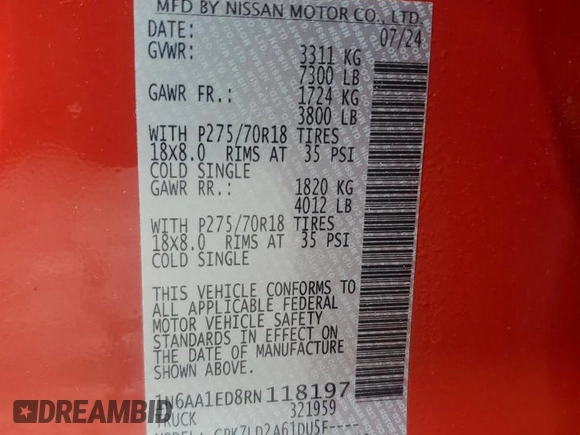 MFD BY NISSAN MOTOR CO., LTD.
DATE: 07/24
GVWR: 3311 KG
7300 LB
GAWR FR.: 1724 KG
3800 LB
WITH P275/70R18 TIRES
18X8.0 RIMS AT 35 PSI
COLD SINGLE
GAWR RR.: 1820 KG
4012 LB
WITH P275/70R18 TIRES
18X8.0 RIMS AT 35 PSI
COLD SINGLE
THIS VEHICLE CONFORMS TO
ALL APPLICABLE FEDERAL
MOTOR VEHICLE SAFETY
STANDARDS IN EFFECT ON
THE DATE OF MANUFACTURE
SHOWN ABOVE.
1N6AA1ED8RN118197
TRUCK 321959
DREAMBID